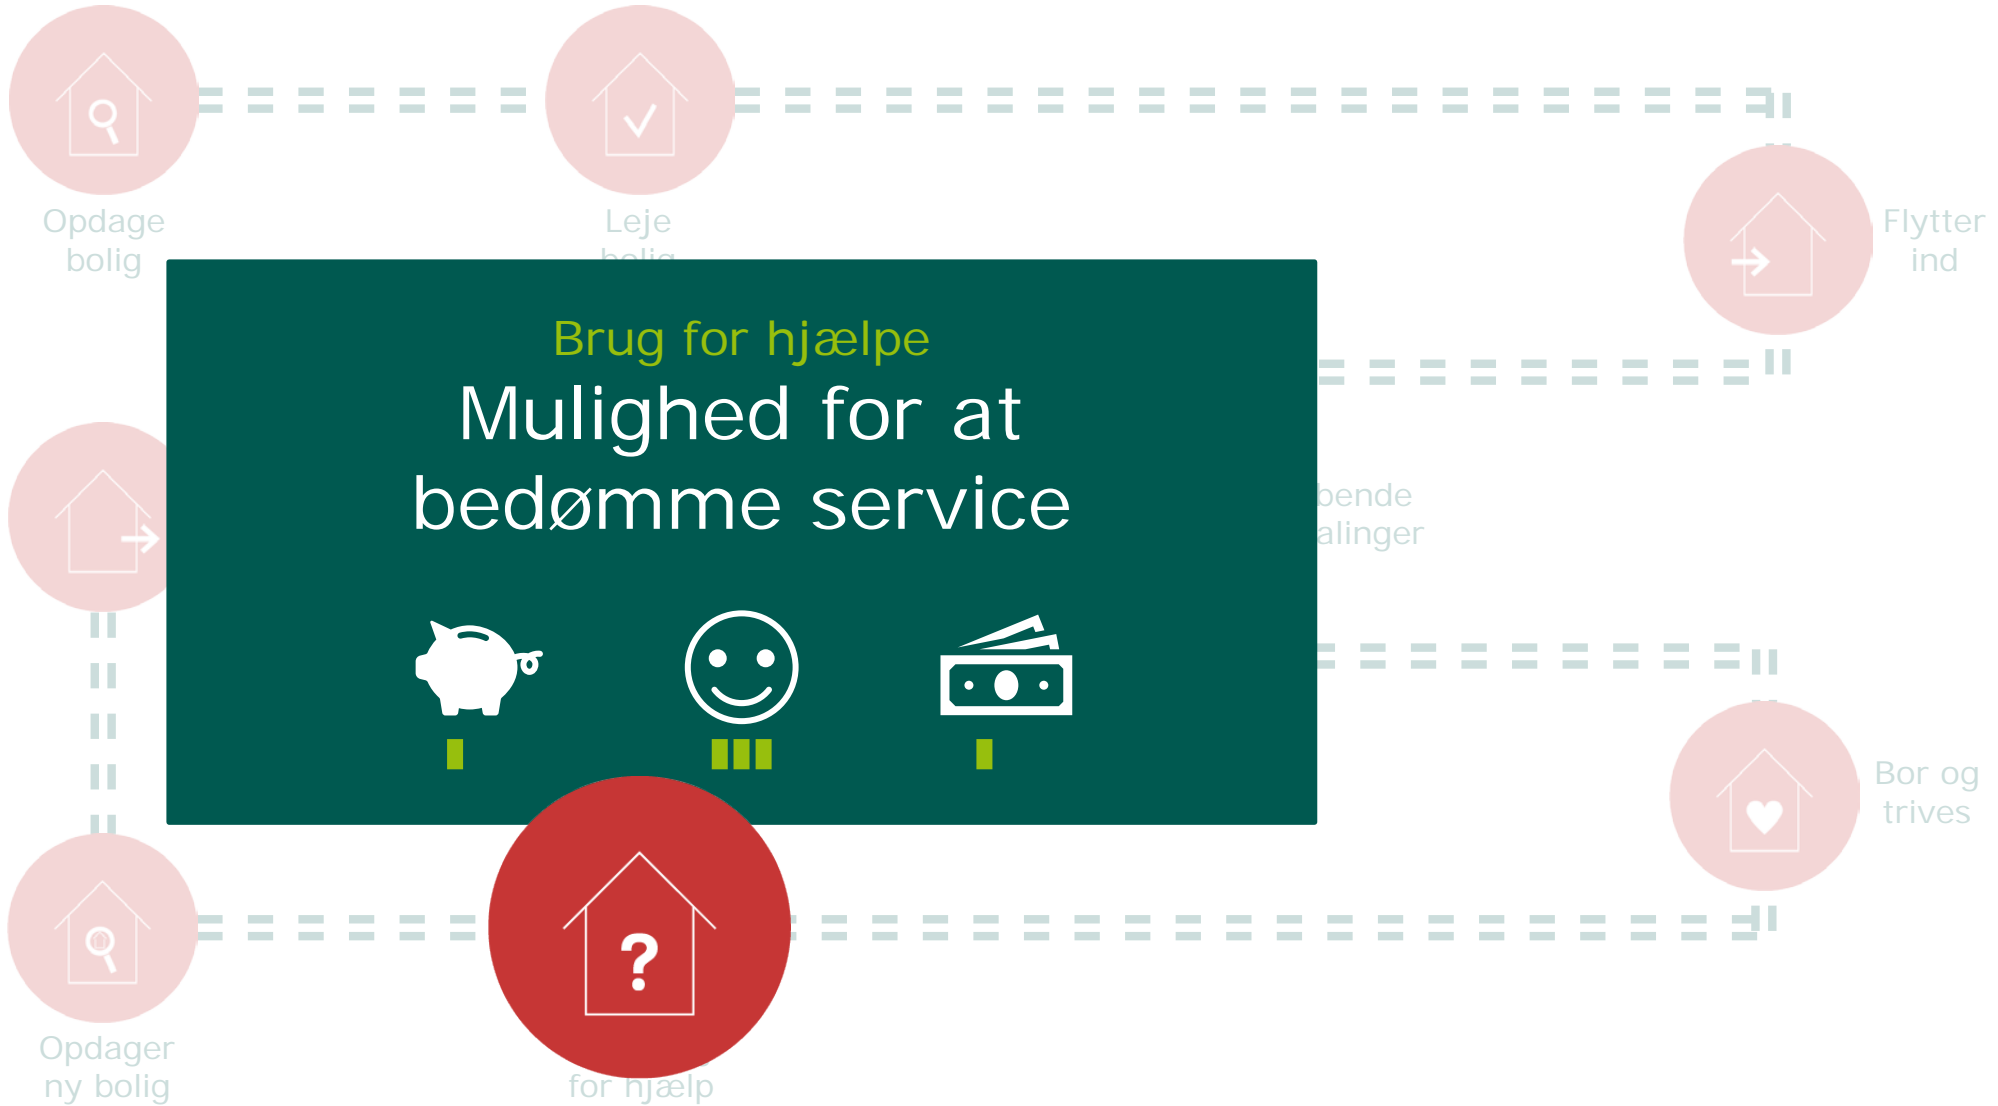 Opdage
bolig
Leje
bolig
Flytter
ind
Brug for hjælpe
Mulighed for at
bedømme service
bende
alinger
Bor og
trives
?
Opdager
ny bolig
for hjælp